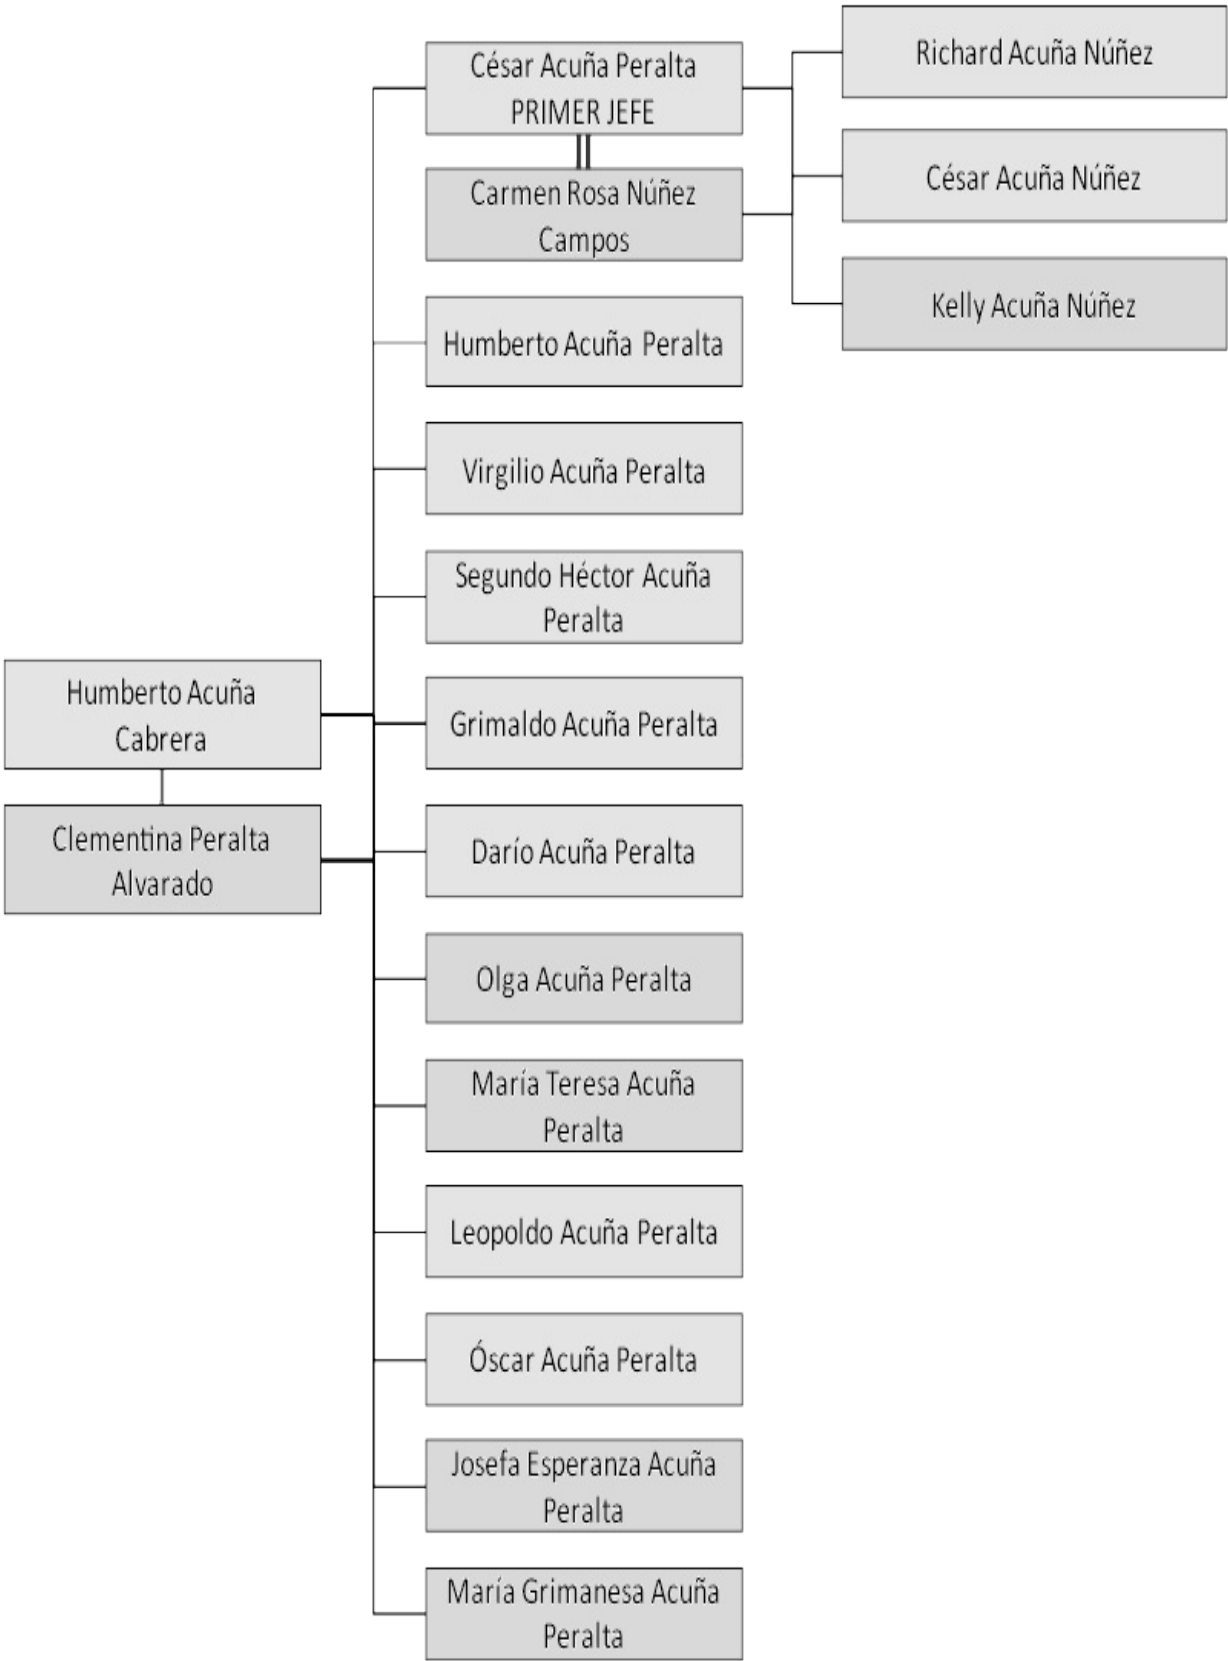 César Acuña Peralta
PRIMER JEFE
Carmen Rosa Núñez
Campos
Richard Acuña Núñez
César Acuña Núñez
Kelly Acuña Núñez
Humberto Acuña Peralta
Virgilio Acuña Peralta
Segundo Héctor Acuña
Peralta
Humberto Acuña
Cabrera
Clementina Peralta
Alvarado
Grimaldo Acuña Peralta
Darío Acuña Peralta
Olga Acuña Peralta
María Teresa Acuña
Peralta
Leopoldo Acuña Peralta
Óscar Acuña Peralta
Josefa Esperanza Acuña
Peralta
María Grimanesa Acuña
Peralta